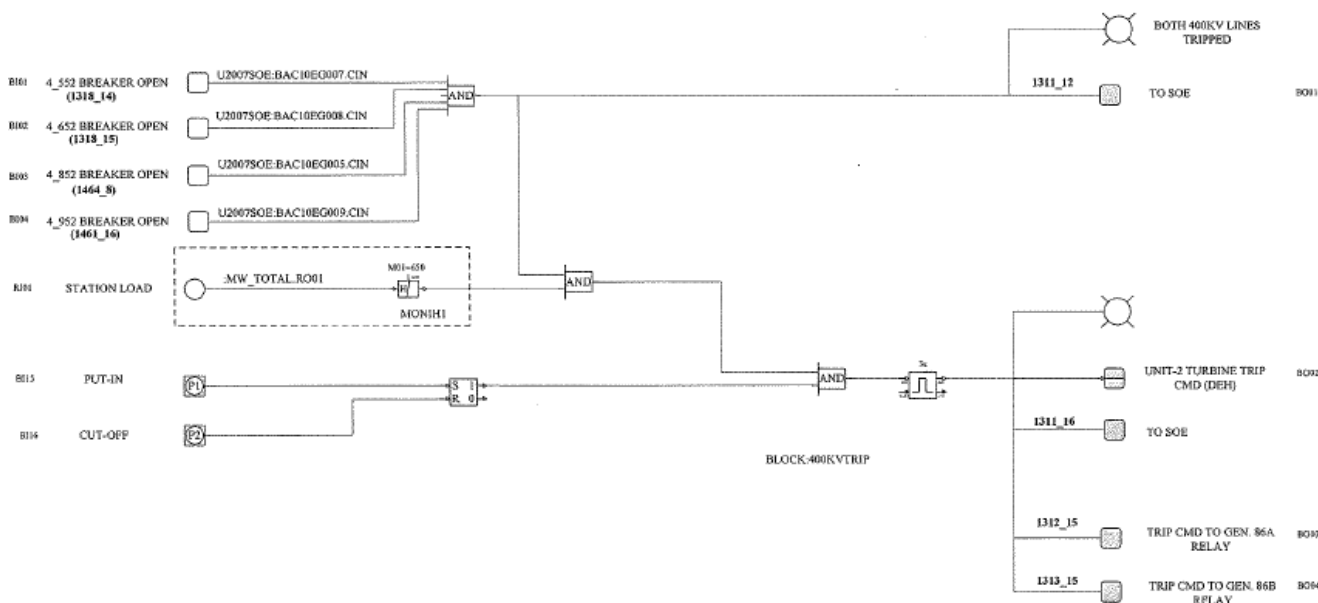 BOTH 400KV LINES
TRIPPED
U2007SOE:BAC10EG007.CIN
BI01 4_552 BREAKER OPEN
(1318_14)
AND
1311_12
TO SOE
BO01
U2007SOE:BAC10EG008.CIN
BI02 4_652 BREAKER OPEN
(1318_15)
U2007SOE:BAC10EG005.CIN
BI03 4_852 BREAKER OPEN
(1464_8)
U2007SOE:BAC10EG009.CIN
BI04 4_952 BREAKER OPEN
(1461_16)
M01=650
:MW_TOTAL.RO01
RI01 STATION LOAD
H
AND
MONIH1
BI15 PUT-IN
P1
S 1
R 0
AND
UNIT-2 TURBINE TRIP
CMD (DEH)
BO02
BI16 CUT-OFF
P2
1311_16
TO SOE
BLOCK:400KVTRIP
1312_15
TRIP CMD TO GEN. 86A
RELAY
BO03
1313_15
TRIP CMD TO GEN. 86B
RELAY
BO04